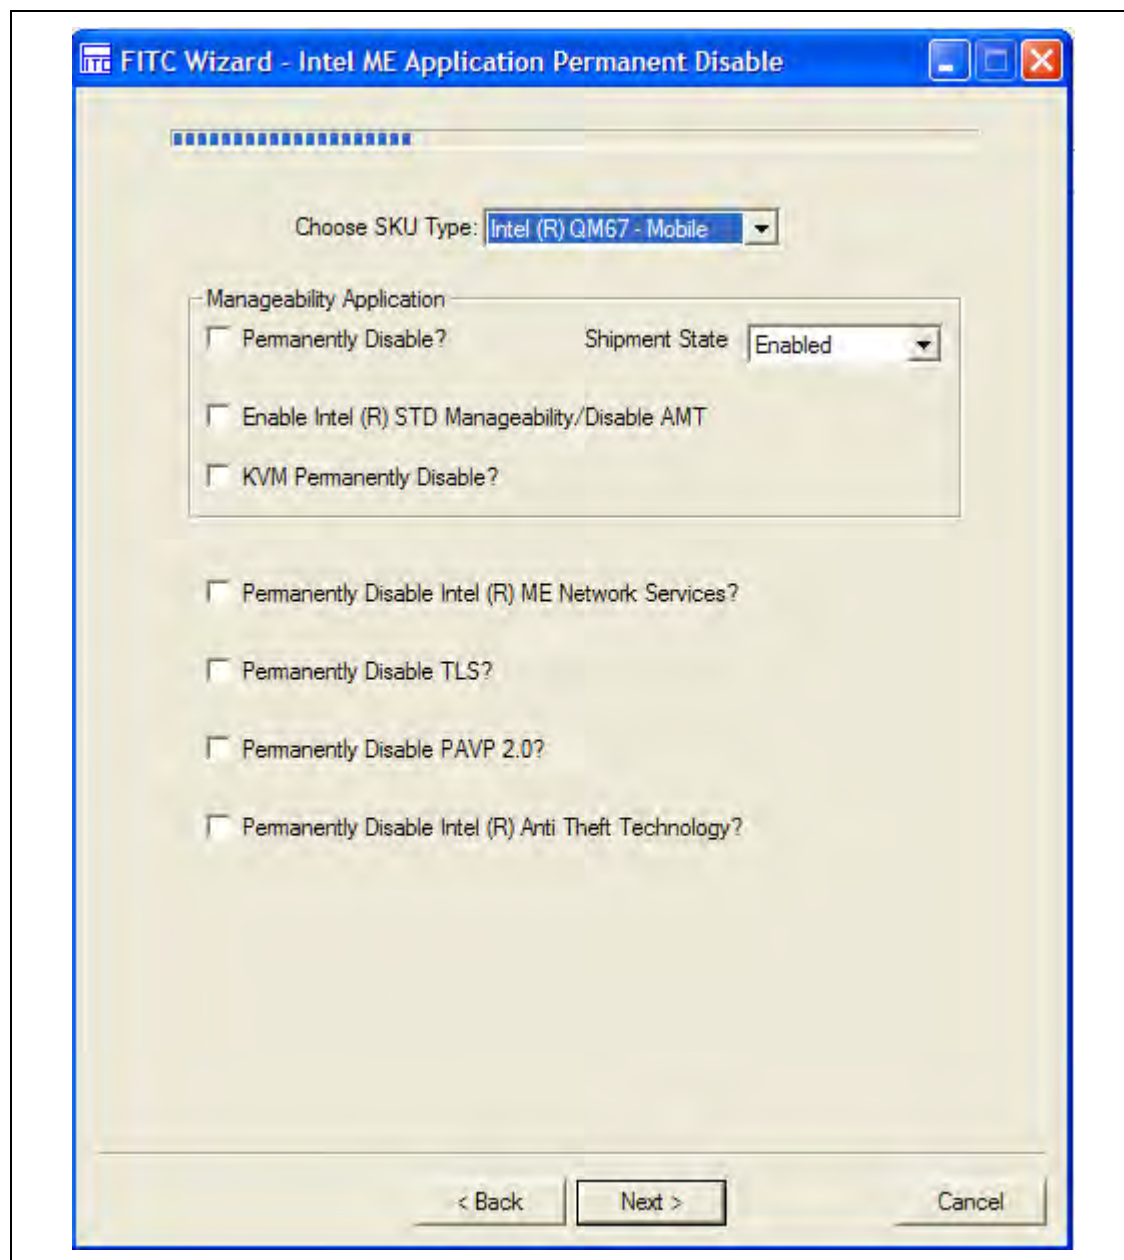 FITC Wizard - Intel ME Application Permanent Disable
Choose SKU Type: Intel (R) QM67 - Mobile
Manageability Application
Permanently Disable? Shipment State Enabled
Enable Intel (R) STD Manageability/Disable AMT
KVM Permanently Disable?
Permanently Disable Intel (R) ME Network Services?
Permanently Disable TLS?
Permanently Disable PAVP 2.0?
Permanently Disable Intel (R) Anti Theft Technology?
< Back Next > Cancel